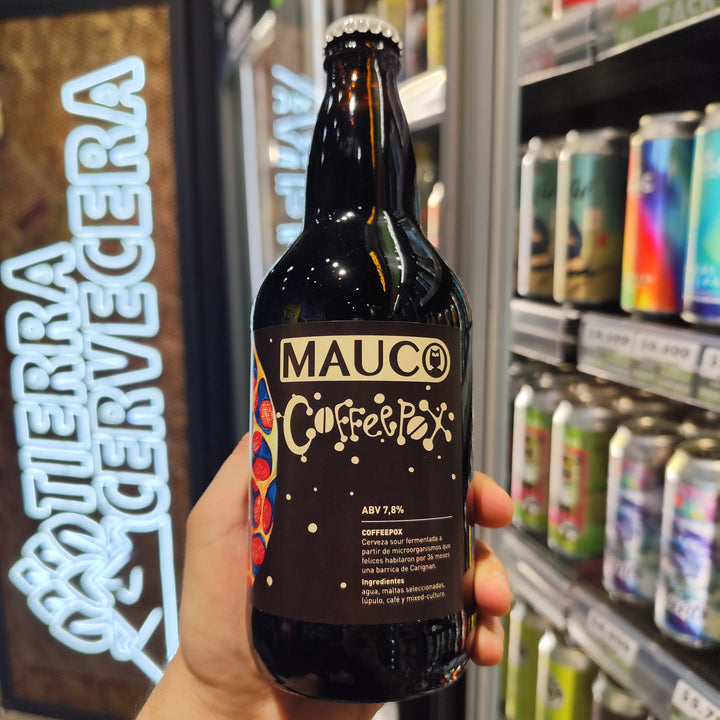 TIERRA
CERVECERA
MAUCO
CoffeePox
ABV 7,8%
COFFEEPOX
Cerveza sour fermentada a
partir de microorganismos que
felices habitaron por 36 meses
una barrica de Carignan.
Ingredientes
agua, maltas seleccionadas,
lúpulo, café y mixed-culture.
PACK